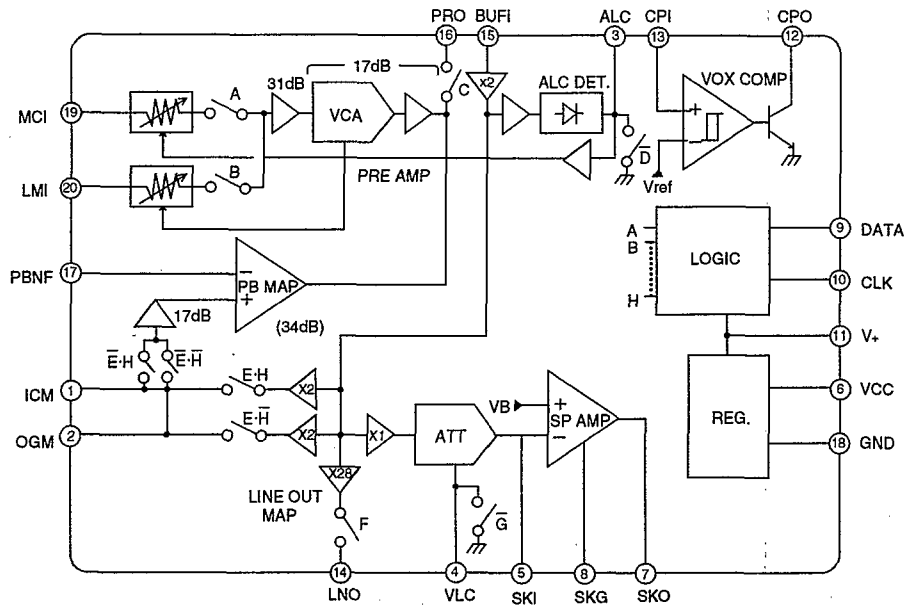 PRO BUFI ALC CPI CPO
16 15 3 13 12
17dB
31dB
x2
C
ALC DET.
VOX COMP
MCI 19
A
VCA
+
D̅
B
PRE AMP
Vref
LMI 20
A
B
H
LOGIC
9 DATA
10 CLK
PBNF 17
−
PB MAP
+
17dB
(34dB)
11 V+
E̅·H E̅·H̅
ICM 1
E·H
X2
VB
+
SP AMP
−
6 VCC
REG.
OGM 2
E·H̅
X2
X1
ATT
18 GND
X28
LINE OUT
MAP
F
G̅
14 4 5 8 7
LNO VLC SKI SKG SKO